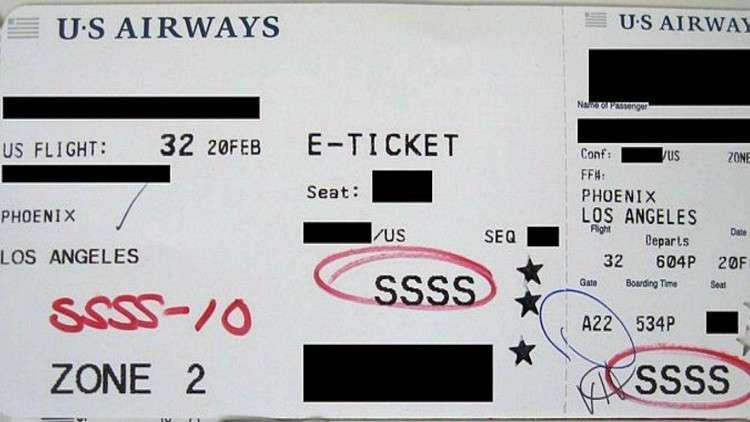 U·S AIRWAYS
US FLIGHT: 32 20FEB
PHOENIX
LOS ANGELES
SSSS-10
ZONE 2
E-TICKET
Seat:
/US SEQ
SSSS
U·S AIRWAY
Name of Passenger
Conf: /US ZONE
FF#:
PHOENIX
LOS ANGELES
Flight Departs Date
32 604P 20F
Gate Boarding Time Seat
A22 534P
SSSS